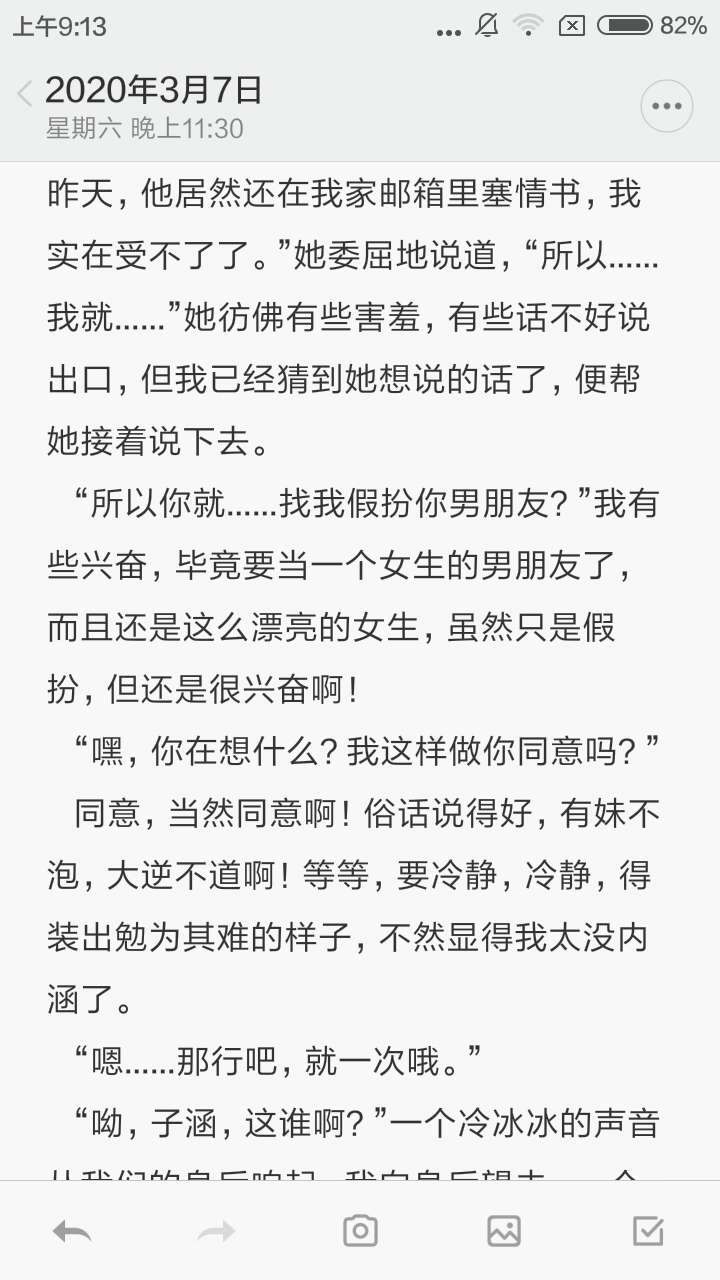 上午9:13
82%
2020年3月7日
星期六 晚上11:30
昨天，他居然还在我家邮箱里塞情书，我
实在受不了了。”她委屈地说道，“所以……
我就……”她彷佛有些害羞，有些话不好说
出口，但我已经猜到她想说的话了，便帮
她接着说下去。
“所以你就……找我假扮你男朋友？”我有
些兴奋，毕竟要当一个女生的男朋友了，
而且还是这么漂亮的女生，虽然只是假
扮，但还是很兴奋啊！
“嘿，你在想什么？我这样做你同意吗？”
同意，当然同意啊！俗话说得好，有妹不
泡，大逆不道啊！等等，要冷静，冷静，得
装出勉为其难的样子，不然显得我太没内
涵了。
“嗯……那行吧，就一次哦。”
“呦，子涵，这谁啊？”一个冷冰冰的声音